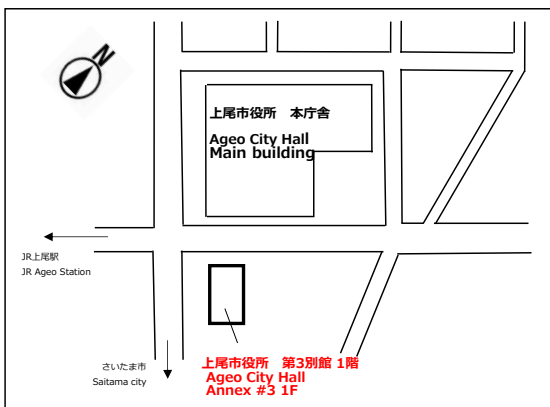 N
上尾市役所　本庁舎
Ageo City Hall
Main building
JR上尾駅
JR Ageo Station
さいたま市
Saitama city
上尾市役所　第3別館 1階
Ageo City Hall
Annex #3 1F